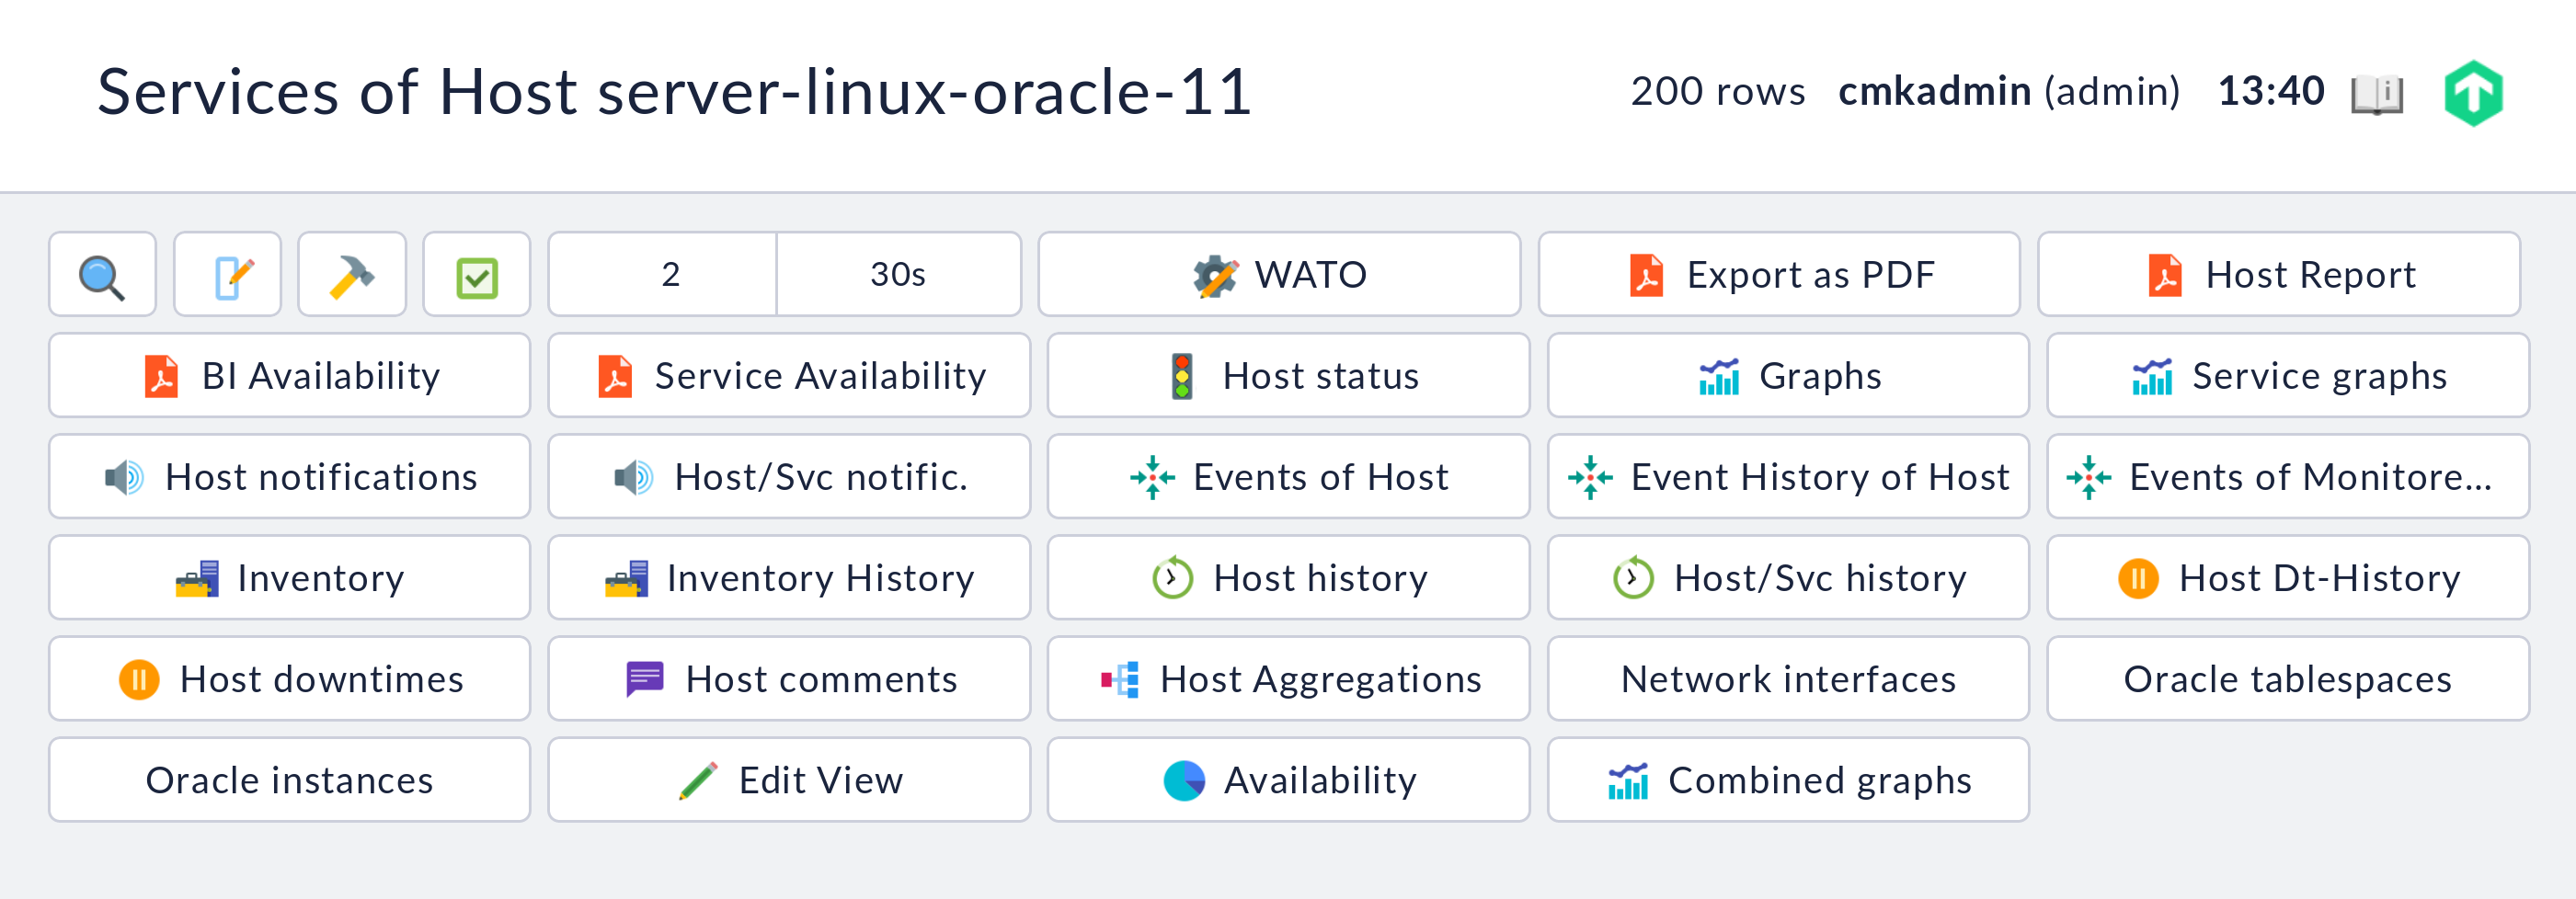 Services of Host server-linux-oracle-11 200 rows cmkadmin (admin) 13:40
2 30s WATO Export as PDF Host Report
BI Availability Service Availability Host status Graphs Service graphs
Host notifications Host/Svc notific. Events of Host Event History of Host Events of Monitore...
Inventory Inventory History Host history Host/Svc history Host Dt-History
Host downtimes Host comments Host Aggregations Network interfaces Oracle tablespaces
Oracle instances Edit View Availability Combined graphs